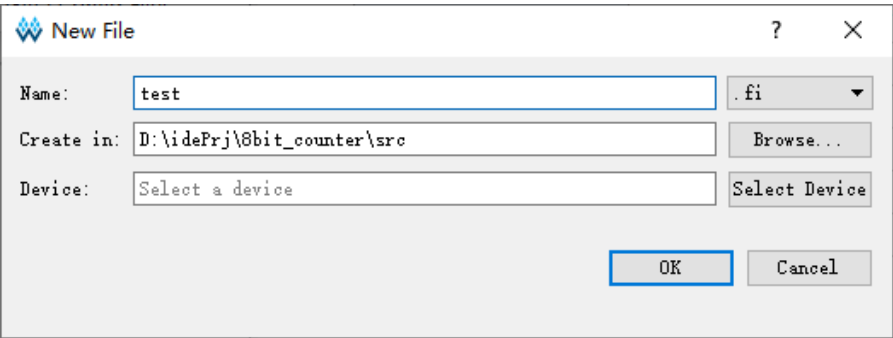 New File ?
Name: test .fi
Create in: D:\idePrj\8bit_counter\src Browse...
Device: Select a device Select Device
OK Cancel